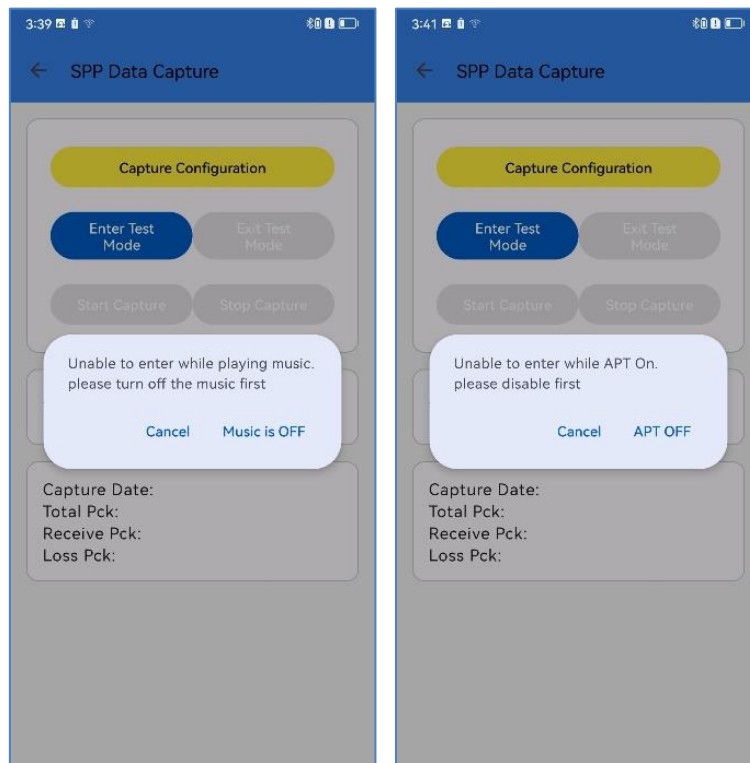 3:39
SPP Data Capture
Capture Configuration
Enter Test
Mode
Exit Test
Mode
Start Capture
Stop Capture
Unable to enter while playing music.
please turn off the music first
Cancel
Music is OFF
Capture Date:
Total Pck:
Receive Pck:
Loss Pck:
3:41
SPP Data Capture
Capture Configuration
Enter Test
Mode
Exit Test
Mode
Start Capture
Stop Capture
Unable to enter while APT On.
please disable first
Cancel
APT OFF
Capture Date:
Total Pck:
Receive Pck:
Loss Pck: